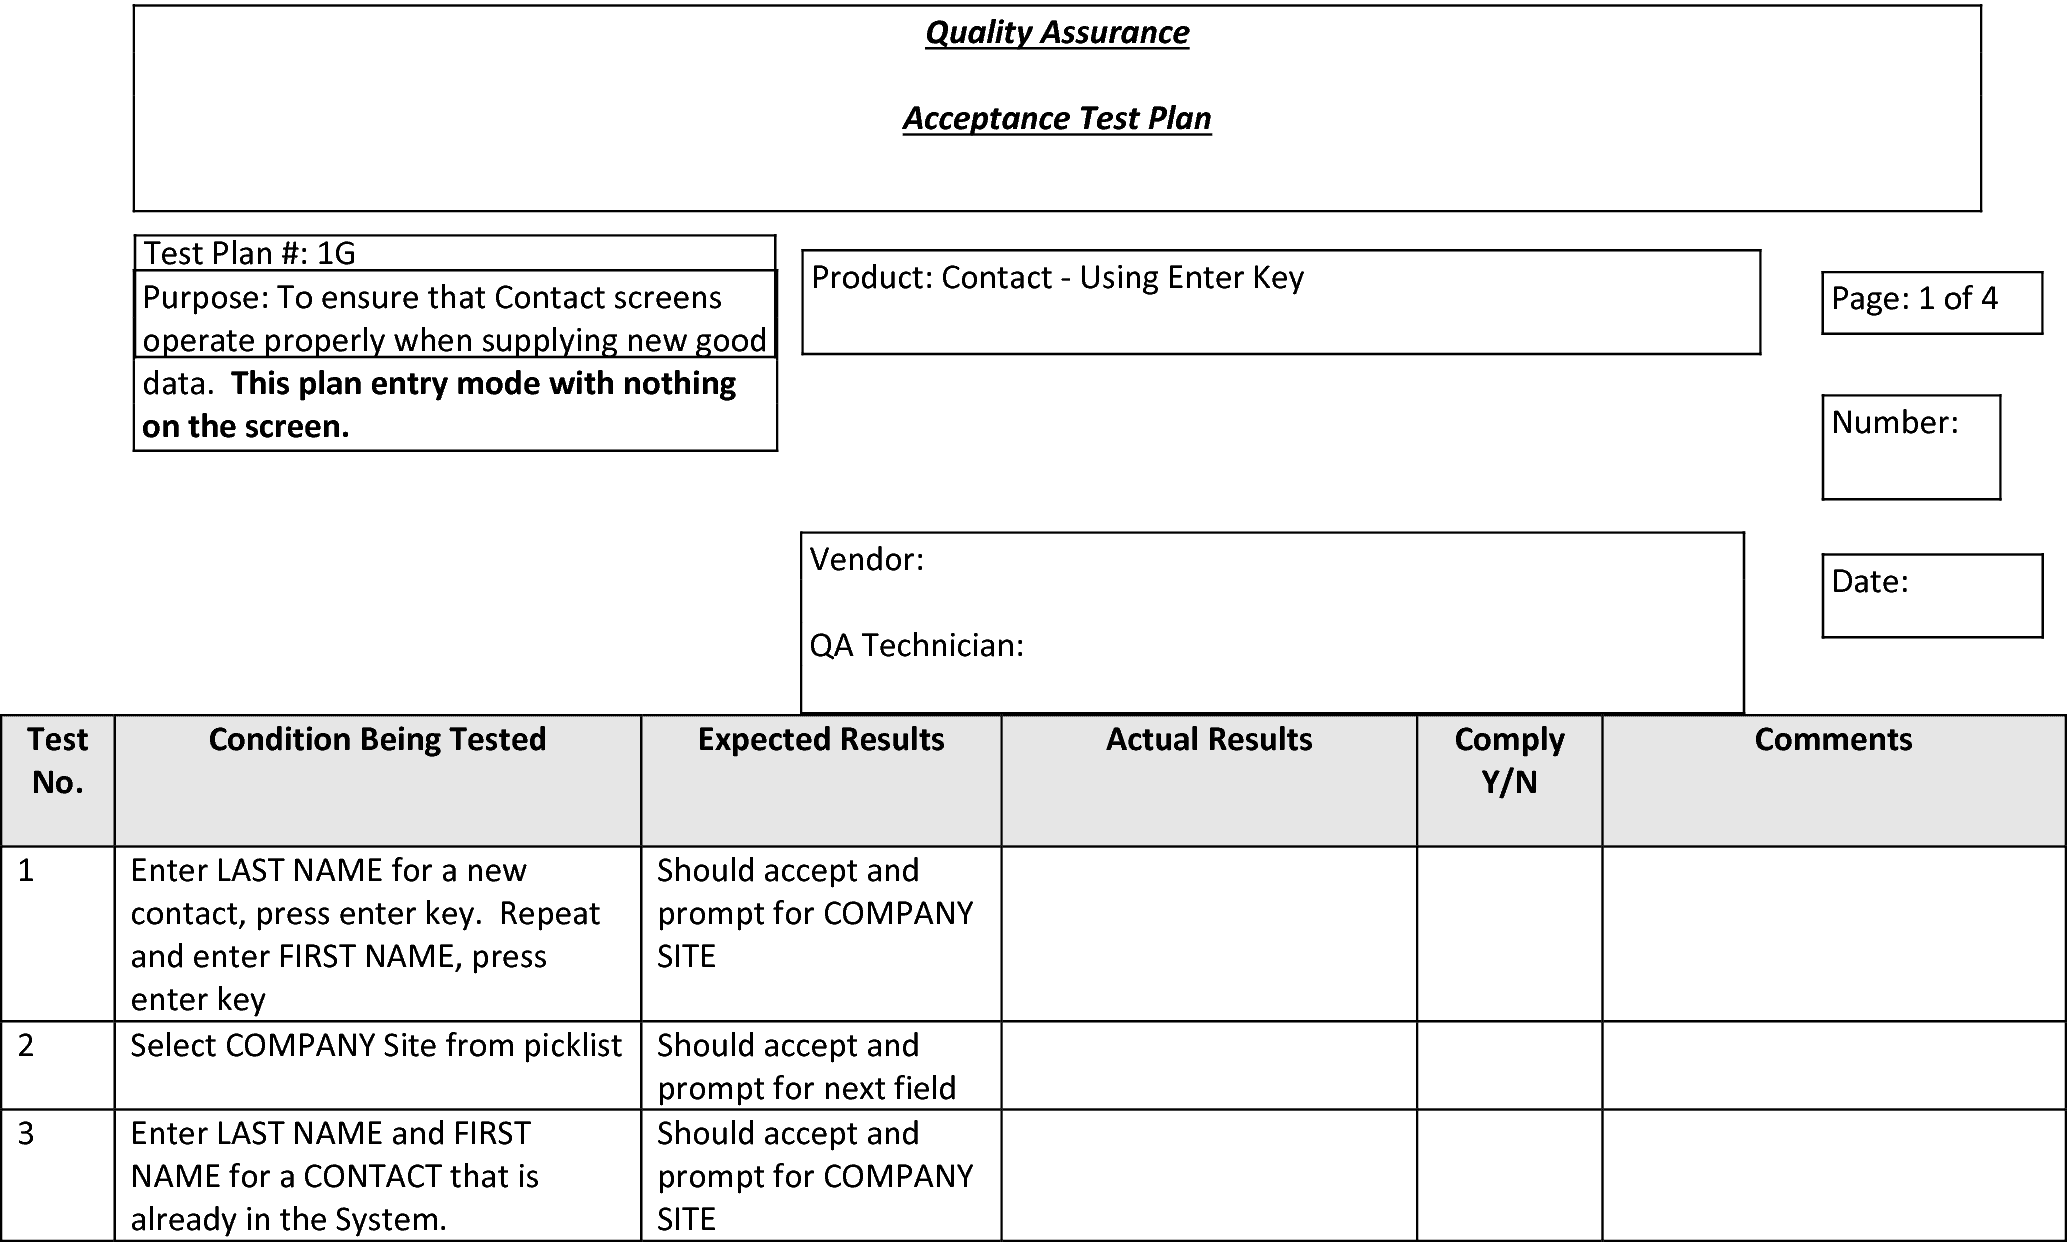 Quality Assurance
Acceptance Test Plan
Test Plan #: 1G
Purpose: To ensure that Contact screens
operate properly when supplying new good
data.  This plan entry mode with nothing
on the screen.
Product: Contact - Using Enter Key
Page: 1 of 4
Number:
Vendor:
QA Technician:
Date:
Test
No.
Condition Being Tested
Expected Results
Actual Results
Comply
Y/N
Comments
1
Enter LAST NAME for a new
contact, press enter key.  Repeat
and enter FIRST NAME, press
enter key
Should accept and
prompt for COMPANY
SITE
2
Select COMPANY Site from picklist
Should accept and
prompt for next field
3
Enter LAST NAME and FIRST
NAME for a CONTACT that is
already in the System.
Should accept and
prompt for COMPANY
SITE